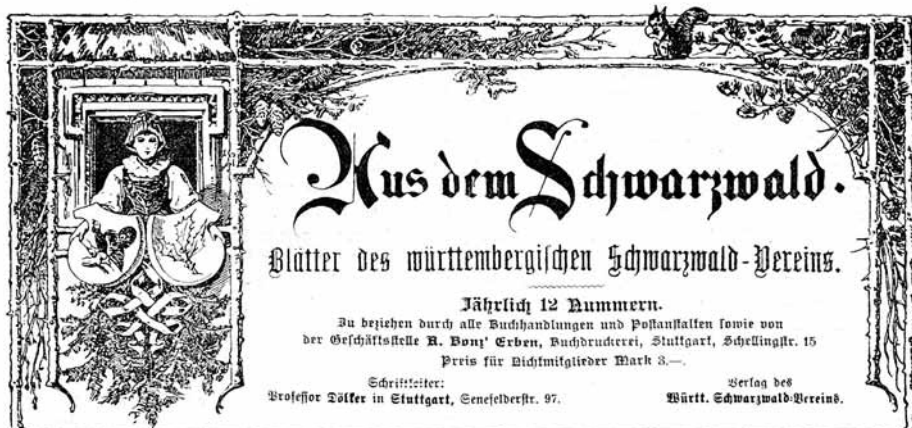 Aus dem Schwarzwald.
Blätter des württembergischen Schwarzwald-Vereins.
Jährlich 12 Nummern.
Zu beziehen durch alle Buchhandlungen und Postanstalten sowie von
der Geschäftsstelle A. Bonz' Erben, Buchdruckerei, Stuttgart, Schellingstr. 15
Preis für Nichtmitglieder Mark 3.—.
Schriftleiter:
Professor Dölker in Stuttgart, Senefelderstr. 97.
Verlag des
Württ. Schwarzwald-Vereins.